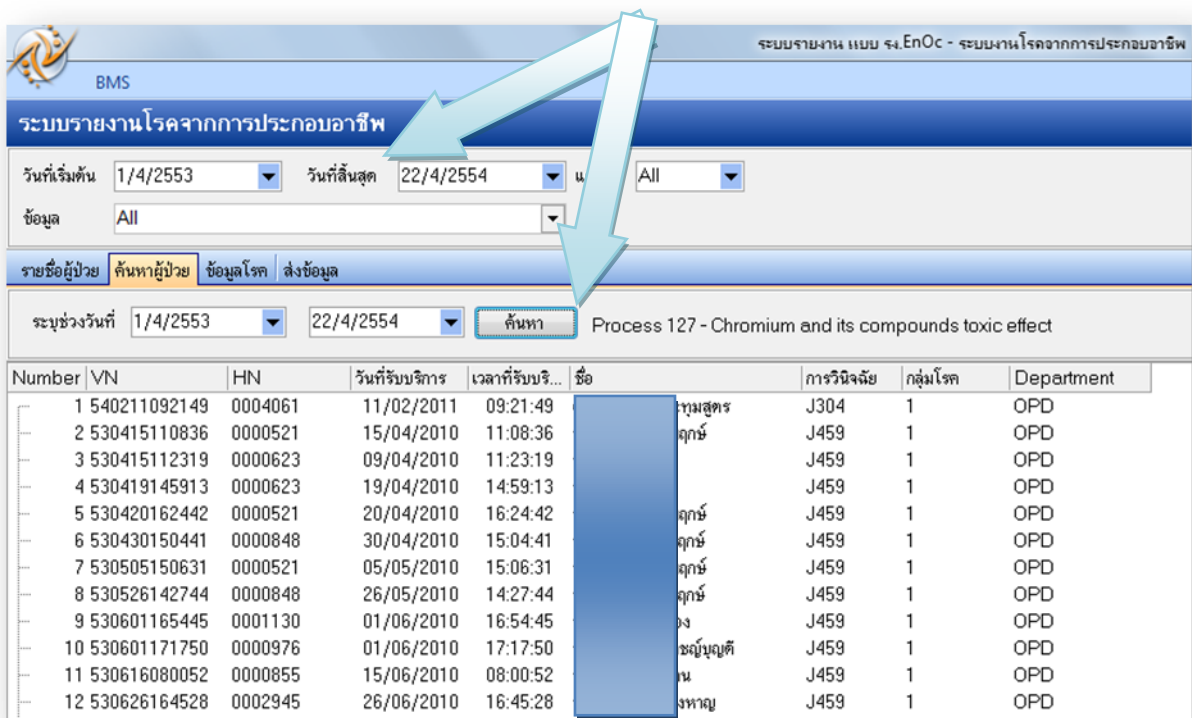 ระบบรายงาน แบบ รง.EnOc - ระบบงานโรคจากการประกอบอาชีพ
BMS
ระบบรายงานโรคจากการประกอบอาชีพ
วันที่เริ่มต้น 1/4/2553 วันที่สิ้นสุด 22/4/2554 All
ข้อมูล All
รายชื่อผู้ป่วย ค้นหาผู้ป่วย ข้อมูลโรค ส่งข้อมูล
ระบุช่วงวันที่ 1/4/2553 22/4/2554 ค้นหา Process 127 - Chromium and its compounds toxic effect
Number VN HN วันที่รับบริการ เวลาที่รับบริ... ชื่อ การวินิจฉัย กลุ่มโรค Department
1 540211092149 0004061 11/02/2011 09:21:49 J304 1 OPD
2 530415110836 0000521 15/04/2010 11:08:36 J459 1 OPD
3 530415112319 0000623 09/04/2010 11:23:19 J459 1 OPD
4 530419145913 0000623 19/04/2010 14:59:13 J459 1 OPD
5 530420162442 0000521 20/04/2010 16:24:42 J459 1 OPD
6 530430150441 0000848 30/04/2010 15:04:41 J459 1 OPD
7 530505150631 0000521 05/05/2010 15:06:31 J459 1 OPD
8 530526142744 0000848 26/05/2010 14:27:44 J459 1 OPD
9 530601165445 0001130 01/06/2010 16:54:45 J459 1 OPD
10 530601171750 0000976 01/06/2010 17:17:50 J459 1 OPD
11 530616080052 0000855 15/06/2010 08:00:52 J459 1 OPD
12 530626164528 0002945 26/06/2010 16:45:28 J459 1 OPD